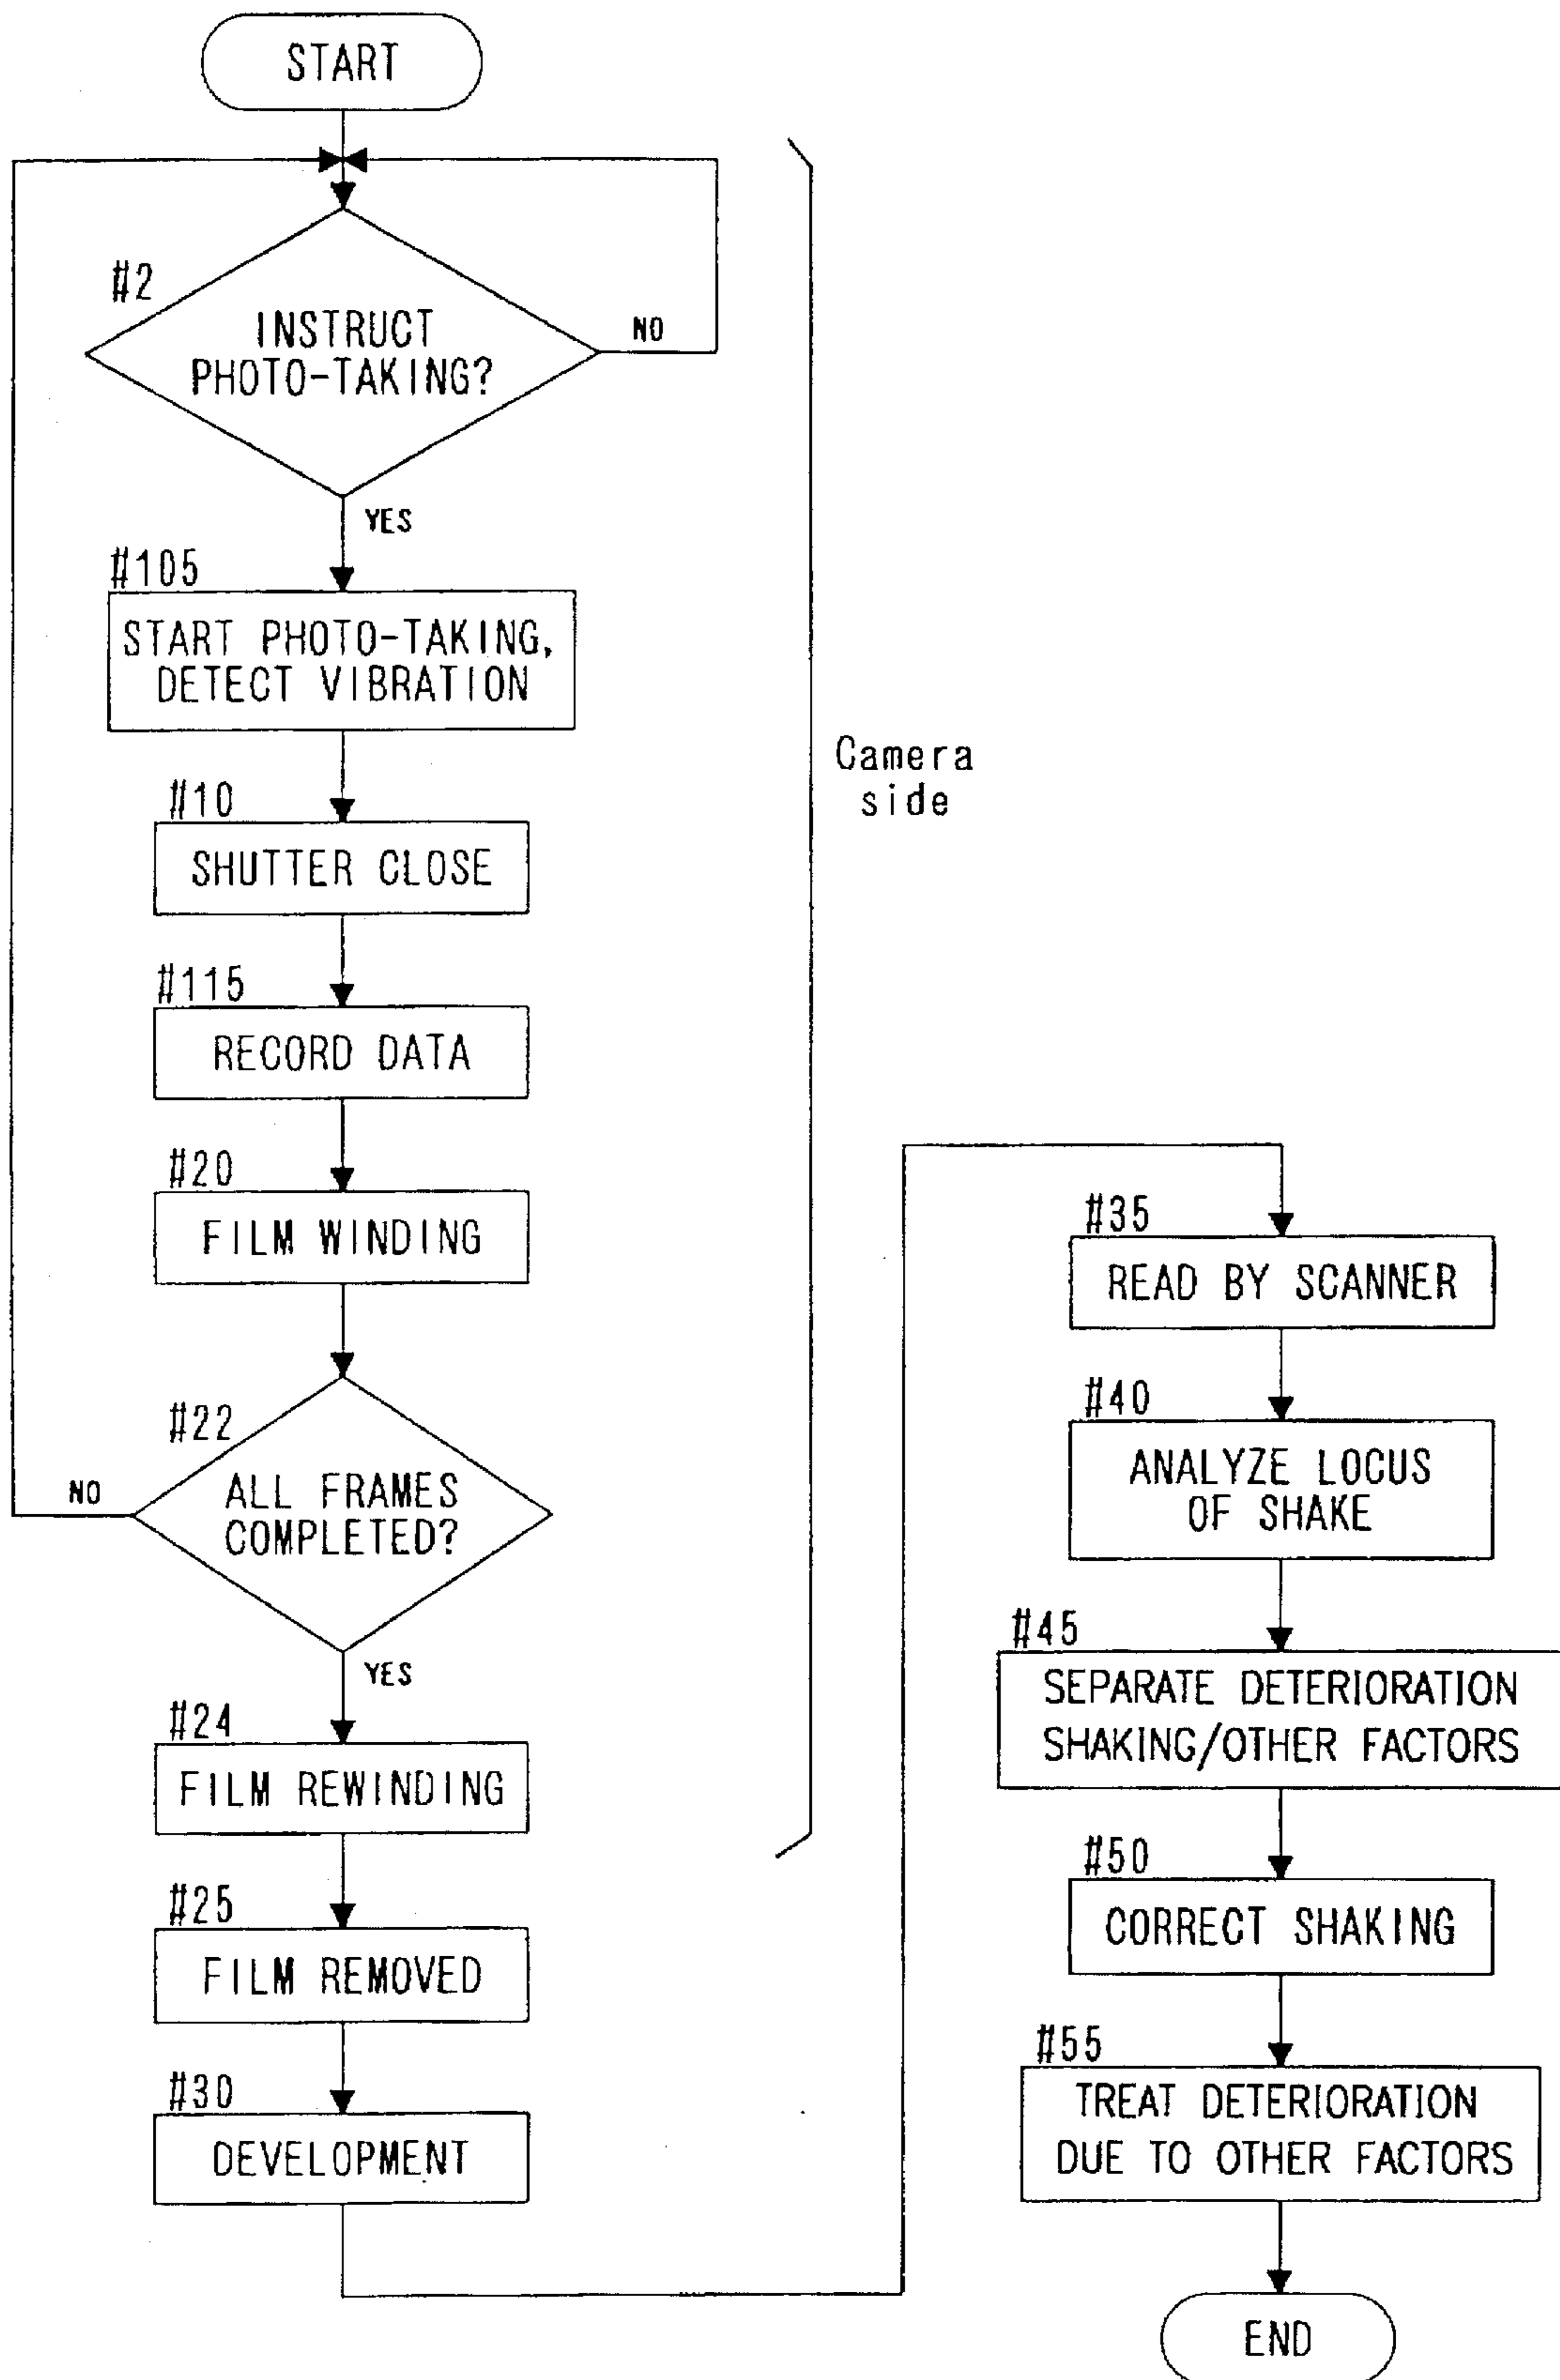 START
#2
INSTRUCT
PHOTO-TAKING?
NO
YES
#105
START PHOTO-TAKING,
DETECT VIBRATION
#10
SHUTTER CLOSE
#115
RECORD DATA
#20
FILM WINDING
#22
ALL FRAMES
COMPLETED?
NO
YES
#24
FILM REWINDING
#25
FILM REMOVED
#30
DEVELOPMENT
Camera
side
#35
READ BY SCANNER
#40
ANALYZE LOCUS
OF SHAKE
#45
SEPARATE DETERIORATION
SHAKING/OTHER FACTORS
#50
CORRECT SHAKING
#55
TREAT DETERIORATION
DUE TO OTHER FACTORS
END